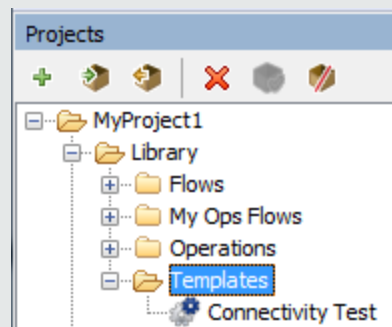 Projects
MyProject1
Library
Flows
My Ops Flows
Operations
Templates
Connectivity Test